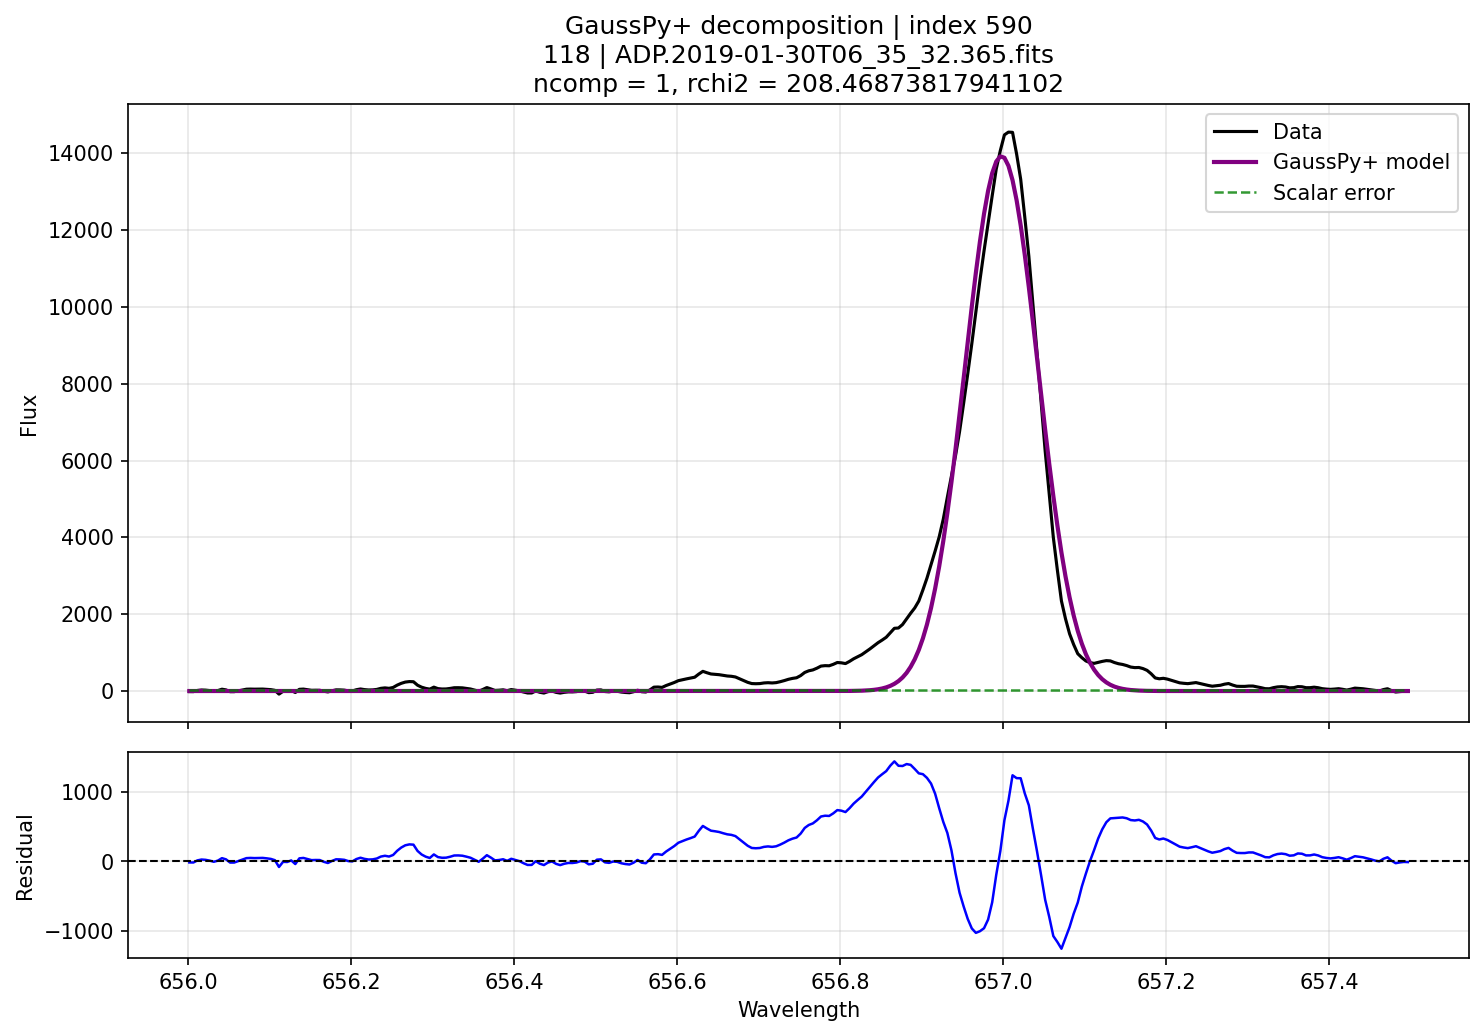 GaussPy+ decomposition | index 590
118 | ADP.2019-01-30T06_35_32.365.fits
ncomp = 1, rchi2 = 208.46873817941102
Data
GaussPy+ model
Scalar error
14000
12000
10000
8000
6000
4000
2000
0
Flux
1000
0
−1000
Residual
656.0 656.2 656.4 656.6 656.8 657.0 657.2 657.4
Wavelength